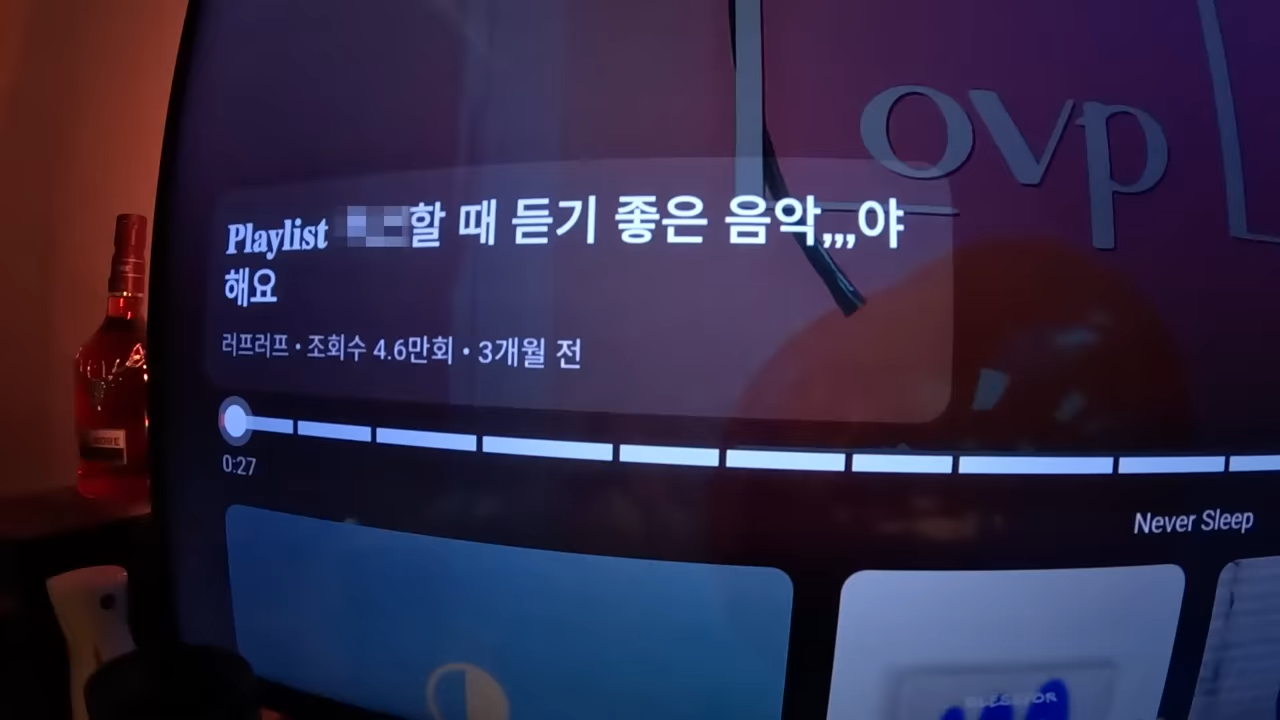 ovp
Playlist 할 때 듣기 좋은 음악,,,야
해요
러프러프 • 조회수 4.6만회 • 3개월 전
0:27
Never Sleep